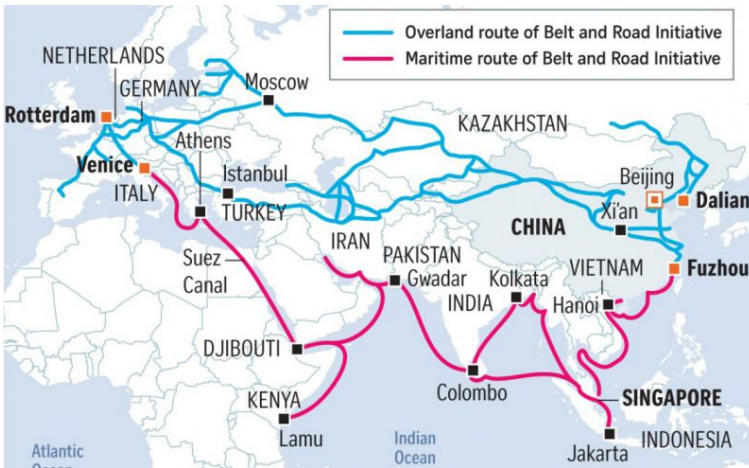 Overland route of Belt and Road Initiative
Maritime route of Belt and Road Initiative
NETHERLANDS
GERMANY
Moscow
Rotterdam
Athens
KAZAKHSTAN
Venice
Istanbul
Beijing
ITALY
TURKEY
Xi'an
Dalian
CHINA
IRAN
PAKISTAN
Suez
Canal
Gwadar
Kolkata
VIETNAM
Fuzhou
INDIA
Hanoi
DJIBOUTI
Colombo
SINGAPORE
KENYA
Lamu
Jakarta
INDONESIA
Atlantic
Ocean
Indian
Ocean